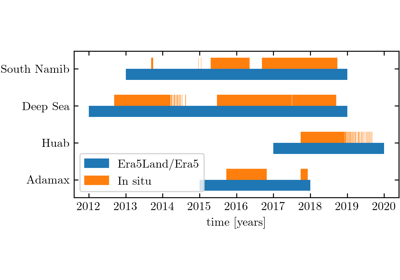 South Namib
Deep Sea
Huab
Adamax
Era5Land/Era5
In situ
2012 2013 2014 2015 2016 2017 2018 2019 2020
time [years]